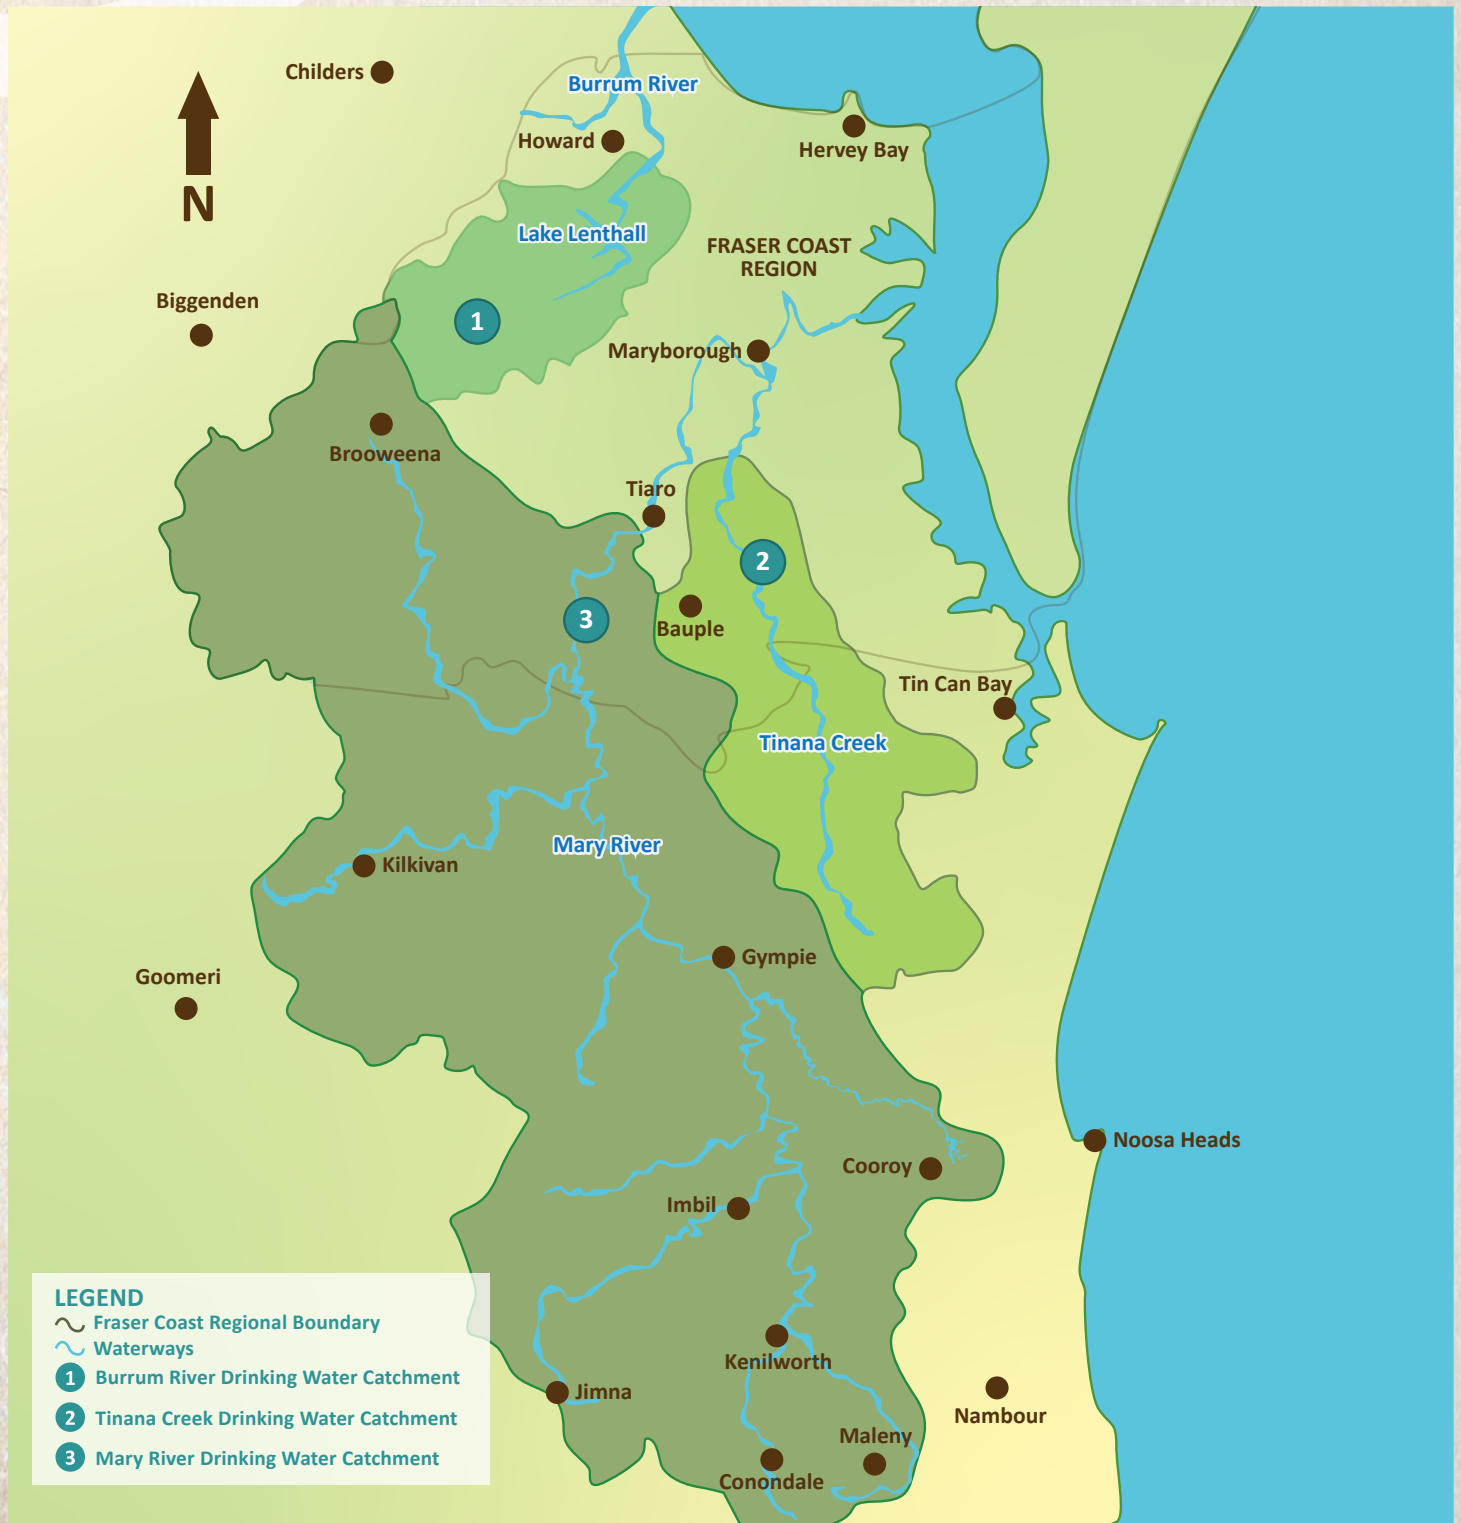 Childers
Burrum River
Howard
Hervey Bay
N
Lake Lenthall
FRASER COAST
REGION
Biggenden
1
Maryborough
Brooweena
Tiaro
2
3
Bauple
Tin Can Bay
Tinana Creek
Mary River
Kilkivan
Gympie
Goomeri
Noosa Heads
Cooroy
Imbil
LEGEND
Fraser Coast Regional Boundary
Waterways
1 Burrum River Drinking Water Catchment
2 Tinana Creek Drinking Water Catchment
3 Mary River Drinking Water Catchment
Kenilworth
Jimna
Nambour
Maleny
Conondale